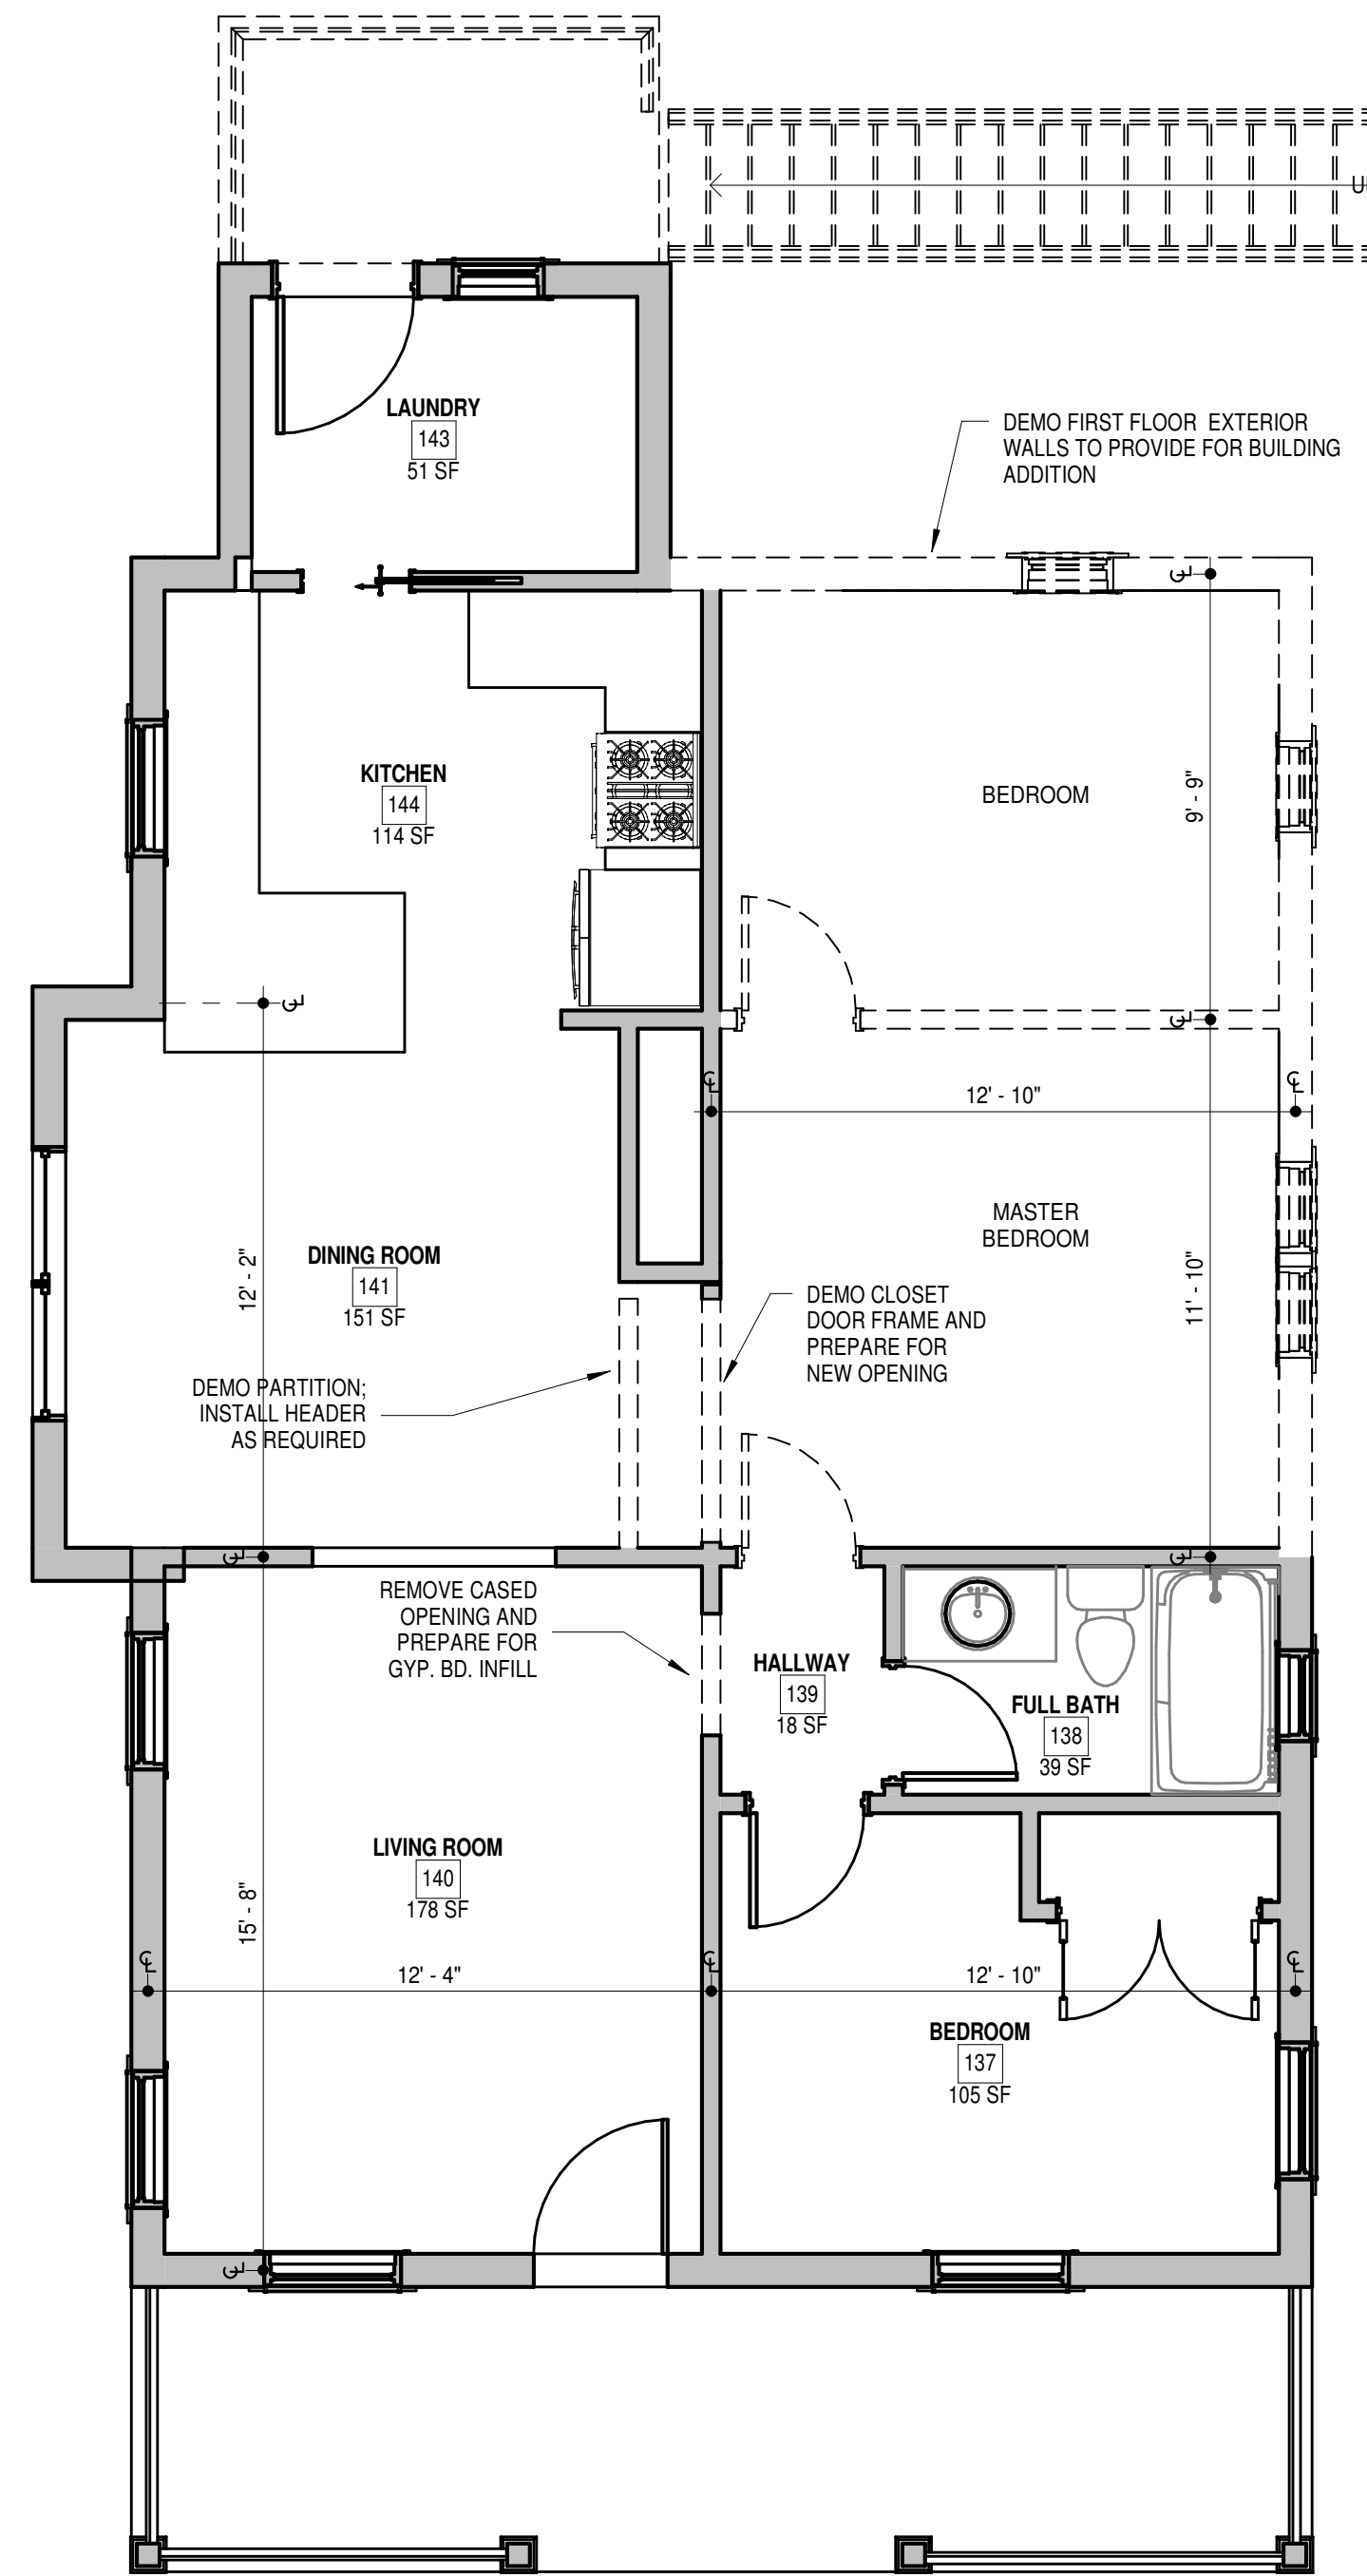 LAUNDRY
143
51 SF
DEMO FIRST FLOOR EXTERIOR
WALLS TO PROVIDE FOR BUILDING
ADDITION
KITCHEN
144
114 SF
BEDROOM
9' - 9"
12' - 10"
MASTER
BEDROOM
11' - 10"
12' - 2"
DINING ROOM
141
151 SF
DEMO CLOSET
DOOR FRAME AND
PREPARE FOR
NEW OPENING
DEMO PARTITION;
INSTALL HEADER
AS REQUIRED
REMOVE CASED
OPENING AND
PREPARE FOR
GYP. BD. INFILL
HALLWAY
139
18 SF
FULL BATH
138
39 SF
LIVING ROOM
140
178 SF
15' - 8"
12' - 4"
12' - 10"
BEDROOM
137
105 SF